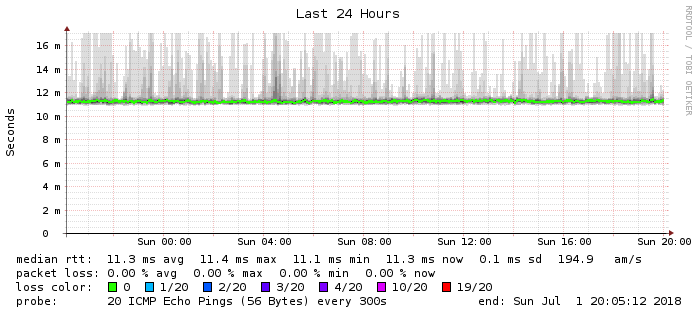 Last 24 Hours
RRDTOOL / TOBI OETIKER
Seconds
16 m
14 m
12 m
10 m
8 m
6 m
4 m
2 m
0
Sun 00:00 Sun 04:00 Sun 08:00 Sun 12:00 Sun 16:00 Sun 20:00
median rtt: 11.3 ms avg 11.4 ms max 11.1 ms min 11.3 ms now 0.1 ms sd 194.9 am/s
packet loss: 0.00 % avg 0.00 % max 0.00 % min 0.00 % now
loss color: 0 1/20 2/20 3/20 4/20 10/20 19/20
probe: 20 ICMP Echo Pings (56 Bytes) every 300s end: Sun Jul 1 20:05:12 2018